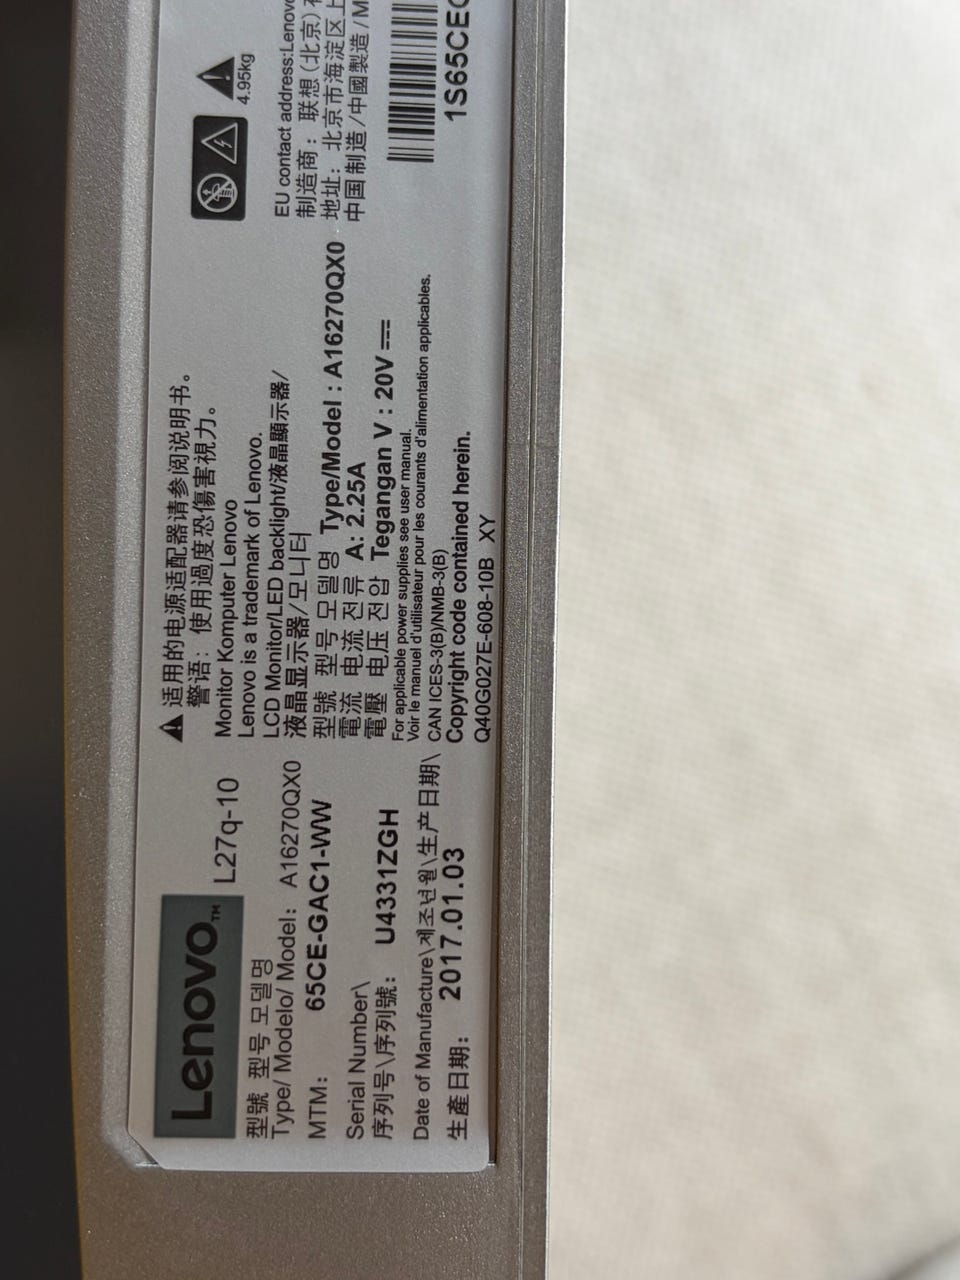 Lenovo™ L27q-10
型號 型号 모델명
Type/ Modelo/ Model: A16270QX0
MTM: 65CE-GAC1-WW
Serial Number\
序列号\序列號: U4331ZGH
Date of Manufacture\제조년월\生产日期\
生產日期: 2017.01.03
适用的电源适配器请参阅说明书。
警语: 使用過度恐傷害視力。
Monitor Komputer Lenovo
Lenovo is a trademark of Lenovo.
LCD Monitor/LED backlight/液晶顯示器/
液晶显示器/모니터
型號 型号 모델명 Type/Model : A16270QX0
電流 电流 전류 A: 2.25A
電壓 电压 전압 Tegangan V : 20V ⎓
For applicable power supplies see user manual.
Voir le manuel d'utilisateur pour les courants d'alimentation applicables.
CAN ICES-3(B)/NMB-3(B)
Copyright code contained herein.
Q40G027E-608-10B XY
4.95kg
EU contact address:Lenovo
制造商: 联想 (北京)
地址: 北京市海淀区上
中国制造/中國製造/M
1S65CE